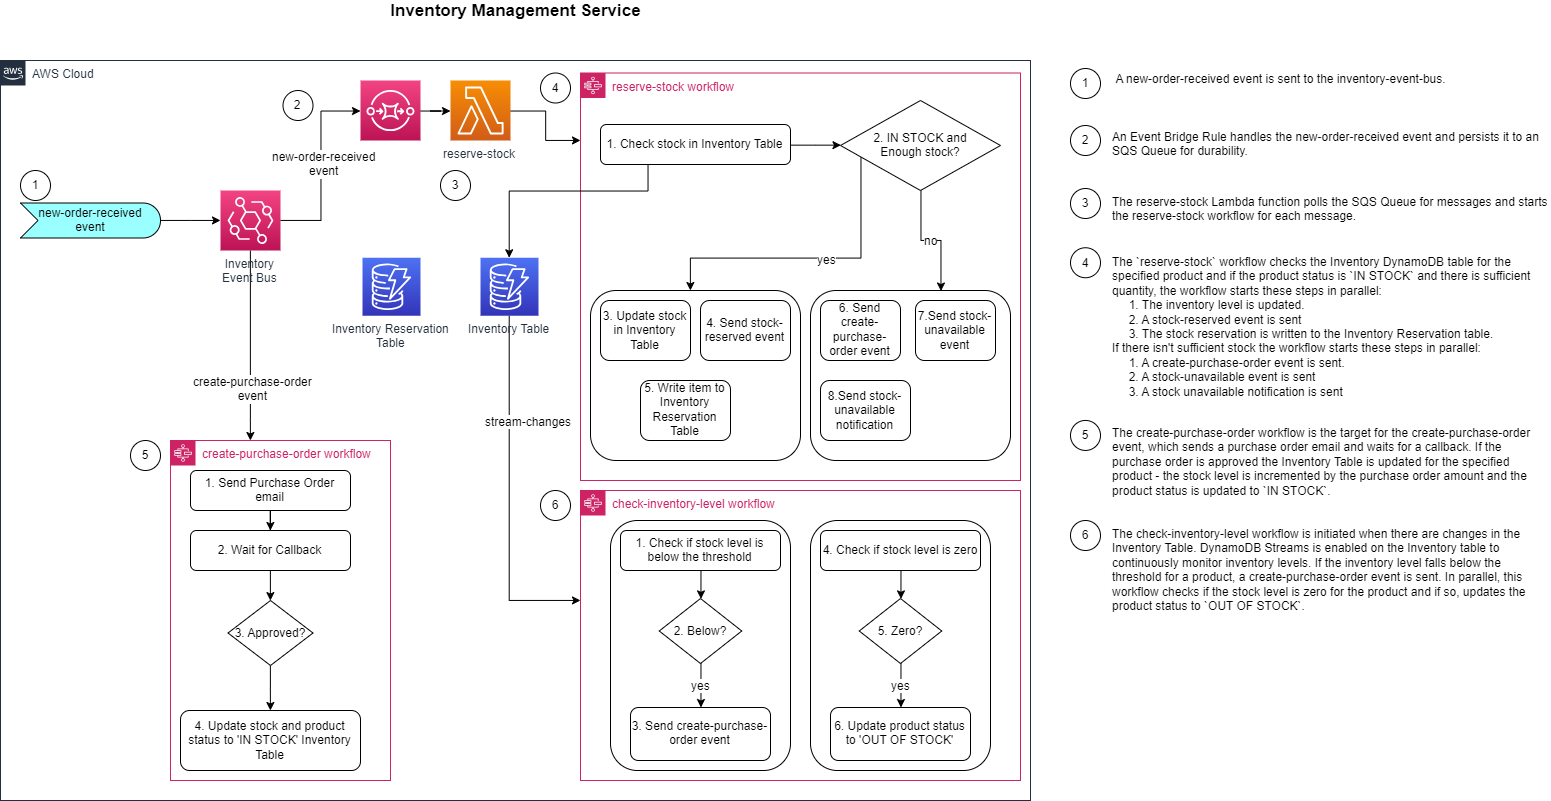 Inventory Management Service
aws
AWS Cloud
1
new-order-received
event
Inventory
Event Bus
2
new-order-received
event
reserve-stock
3
Inventory Reservation
Table
Inventory Table
create-purchase-order
event
stream-changes
4
reserve-stock workflow
1. Check stock in Inventory Table
2. IN STOCK and
Enough stock?
yes
no
3. Update stock
in Inventory
Table
4. Send stock-
reserved event
5. Write item to
Inventory
Reservation
Table
6. Send
create-
purchase-
order event
7.Send stock-
unavailable
event
8.Send stock-
unavailable
notification
5
create-purchase-order workflow
1. Send Purchase Order
email
2. Wait for Callback
3. Approved?
4. Update stock and product
status to 'IN STOCK' Inventory
Table
6
check-inventory-level workflow
1. Check if stock level is
below the threshold
2. Below?
yes
3. Send create-purchase-
order event
4. Check if stock level is zero
5. Zero?
yes
6. Update product status
to 'OUT OF STOCK'
1
A new-order-received event is sent to the inventory-event-bus.
2
An Event Bridge Rule handles the new-order-received event and persists it to an
SQS Queue for durability.
3
The reserve-stock Lambda function polls the SQS Queue for messages and starts
the reserve-stock workflow for each message.
4
The `reserve-stock` workflow checks the Inventory DynamoDB table for the
specified product and if the product status is `IN STOCK` and there is sufficient
quantity, the workflow starts these steps in parallel:
1. The inventory level is updated.
2. A stock-reserved event is sent
3. The stock reservation is written to the Inventory Reservation table.
If there isn't sufficient stock the workflow starts these steps in parallel:
1. A create-purchase-order event is sent.
2. A stock-unavailable event is sent
3. A stock unavailable notification is sent
5
The create-purchase-order workflow is the target for the create-purchase-order
event, which sends a purchase order email and waits for a callback. If the
purchase order is approved the Inventory Table is updated for the specified
product - the stock level is incremented by the purchase order amount and the
product status is updated to `IN STOCK`.
6
The check-inventory-level workflow is initiated when there are changes in the
Inventory Table. DynamoDB Streams is enabled on the Inventory table to
continuously monitor inventory levels. If the inventory level falls below the
threshold for a product, a create-purchase-order event is sent. In parallel, this
workflow checks if the stock level is zero for the product and if so, updates the
product status to `OUT OF STOCK`.